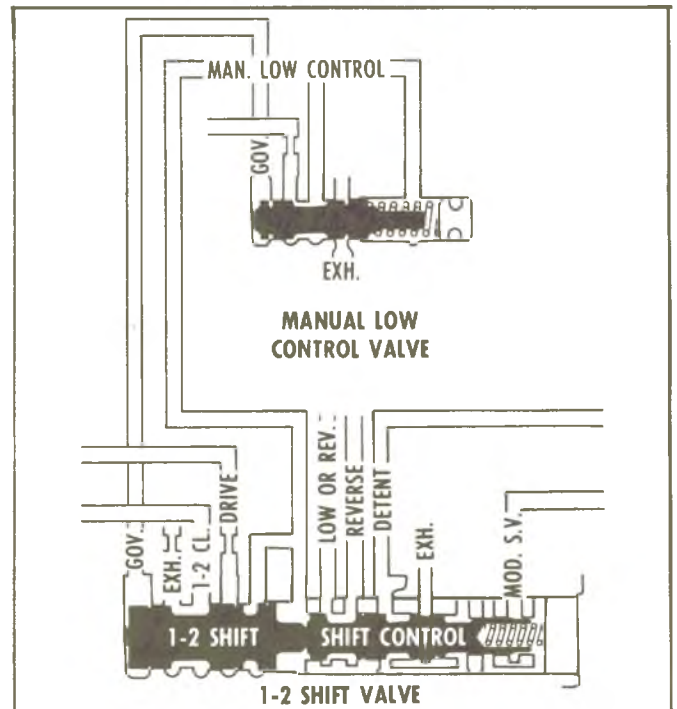 MAN. LOW CONTROL
GOV.
EXH.
MANUAL LOW
CONTROL VALVE
GOV.
EXH.
1-2 CL.
DRIVE
LOW OR REV.
REVERSE
DETENT
EXH.
MOD. S.V.
1-2 SHIFT
SHIFT CONTROL
1-2 SHIFT VALVE